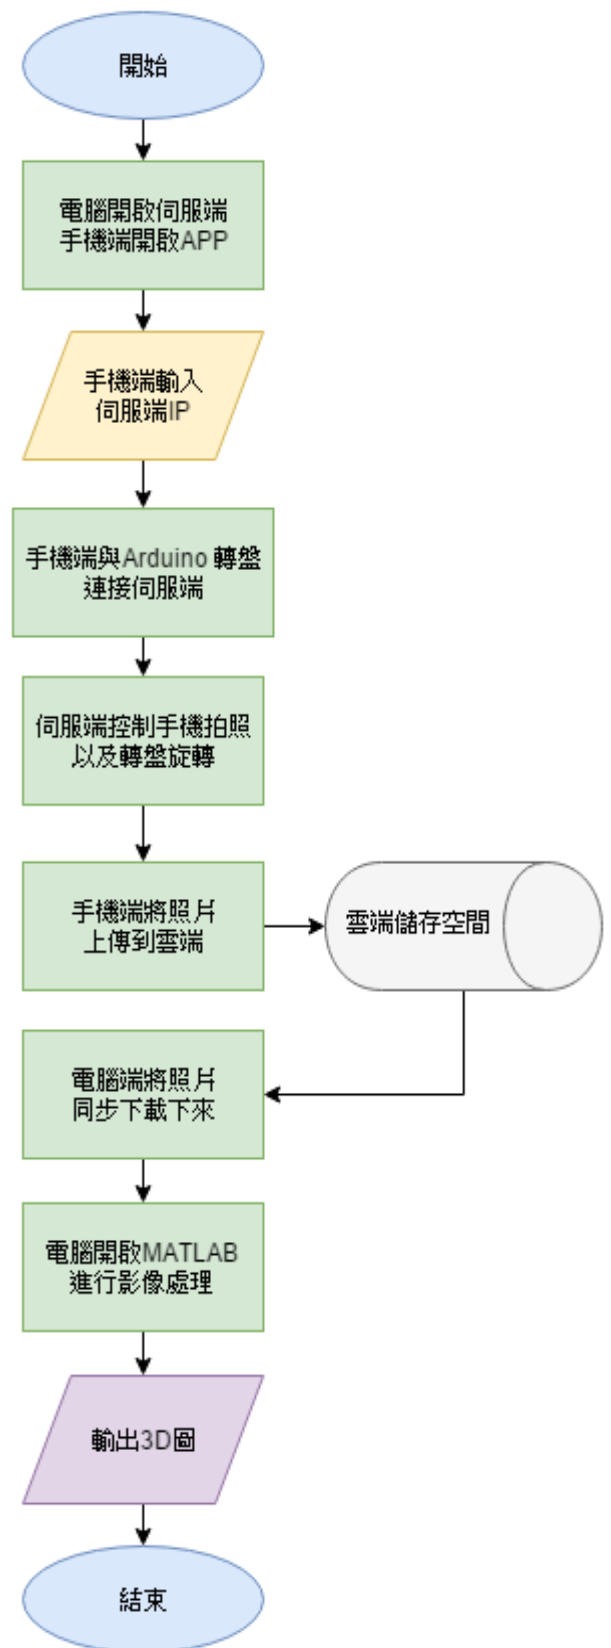 開始
電腦開啟伺服端
手機端開啟APP
手機端輸入
伺服端IP
手機端與Arduino 轉盤
連接伺服端
伺服端控制手機拍照
以及轉盤旋轉
手機端將照片
上傳到雲端
雲端儲存空間
電腦端將照片
同步下載下來
電腦開啟MATLAB
進行影像處理
輸出3D圖
結束